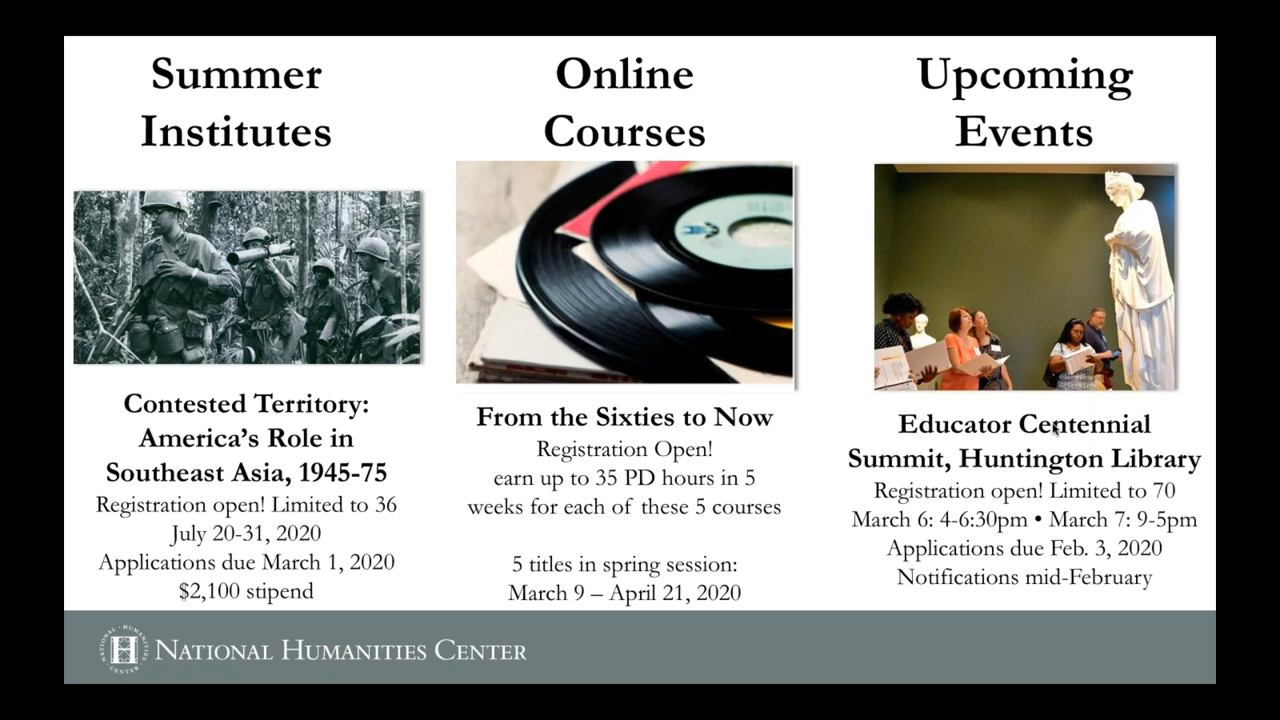 Summer
Institutes
Contested Territory:
America's Role in
Southeast Asia, 1945-75
Registration open! Limited to 36
July 20-31, 2020
Applications due March 1, 2020
$2,100 stipend
Online
Courses
From the Sixties to Now
Registration Open!
earn up to 35 PD hours in 5
weeks for each of these 5 courses
5 titles in spring session:
March 9 – April 21, 2020
Upcoming
Events
Educator Centennial
Summit, Huntington Library
Registration open! Limited to 70
March 6: 4-6:30pm • March 7: 9-5pm
Applications due Feb. 3, 2020
Notifications mid-February
NATIONAL · HUMANITIES · CENTER ·
H
NATIONAL HUMANITIES CENTER